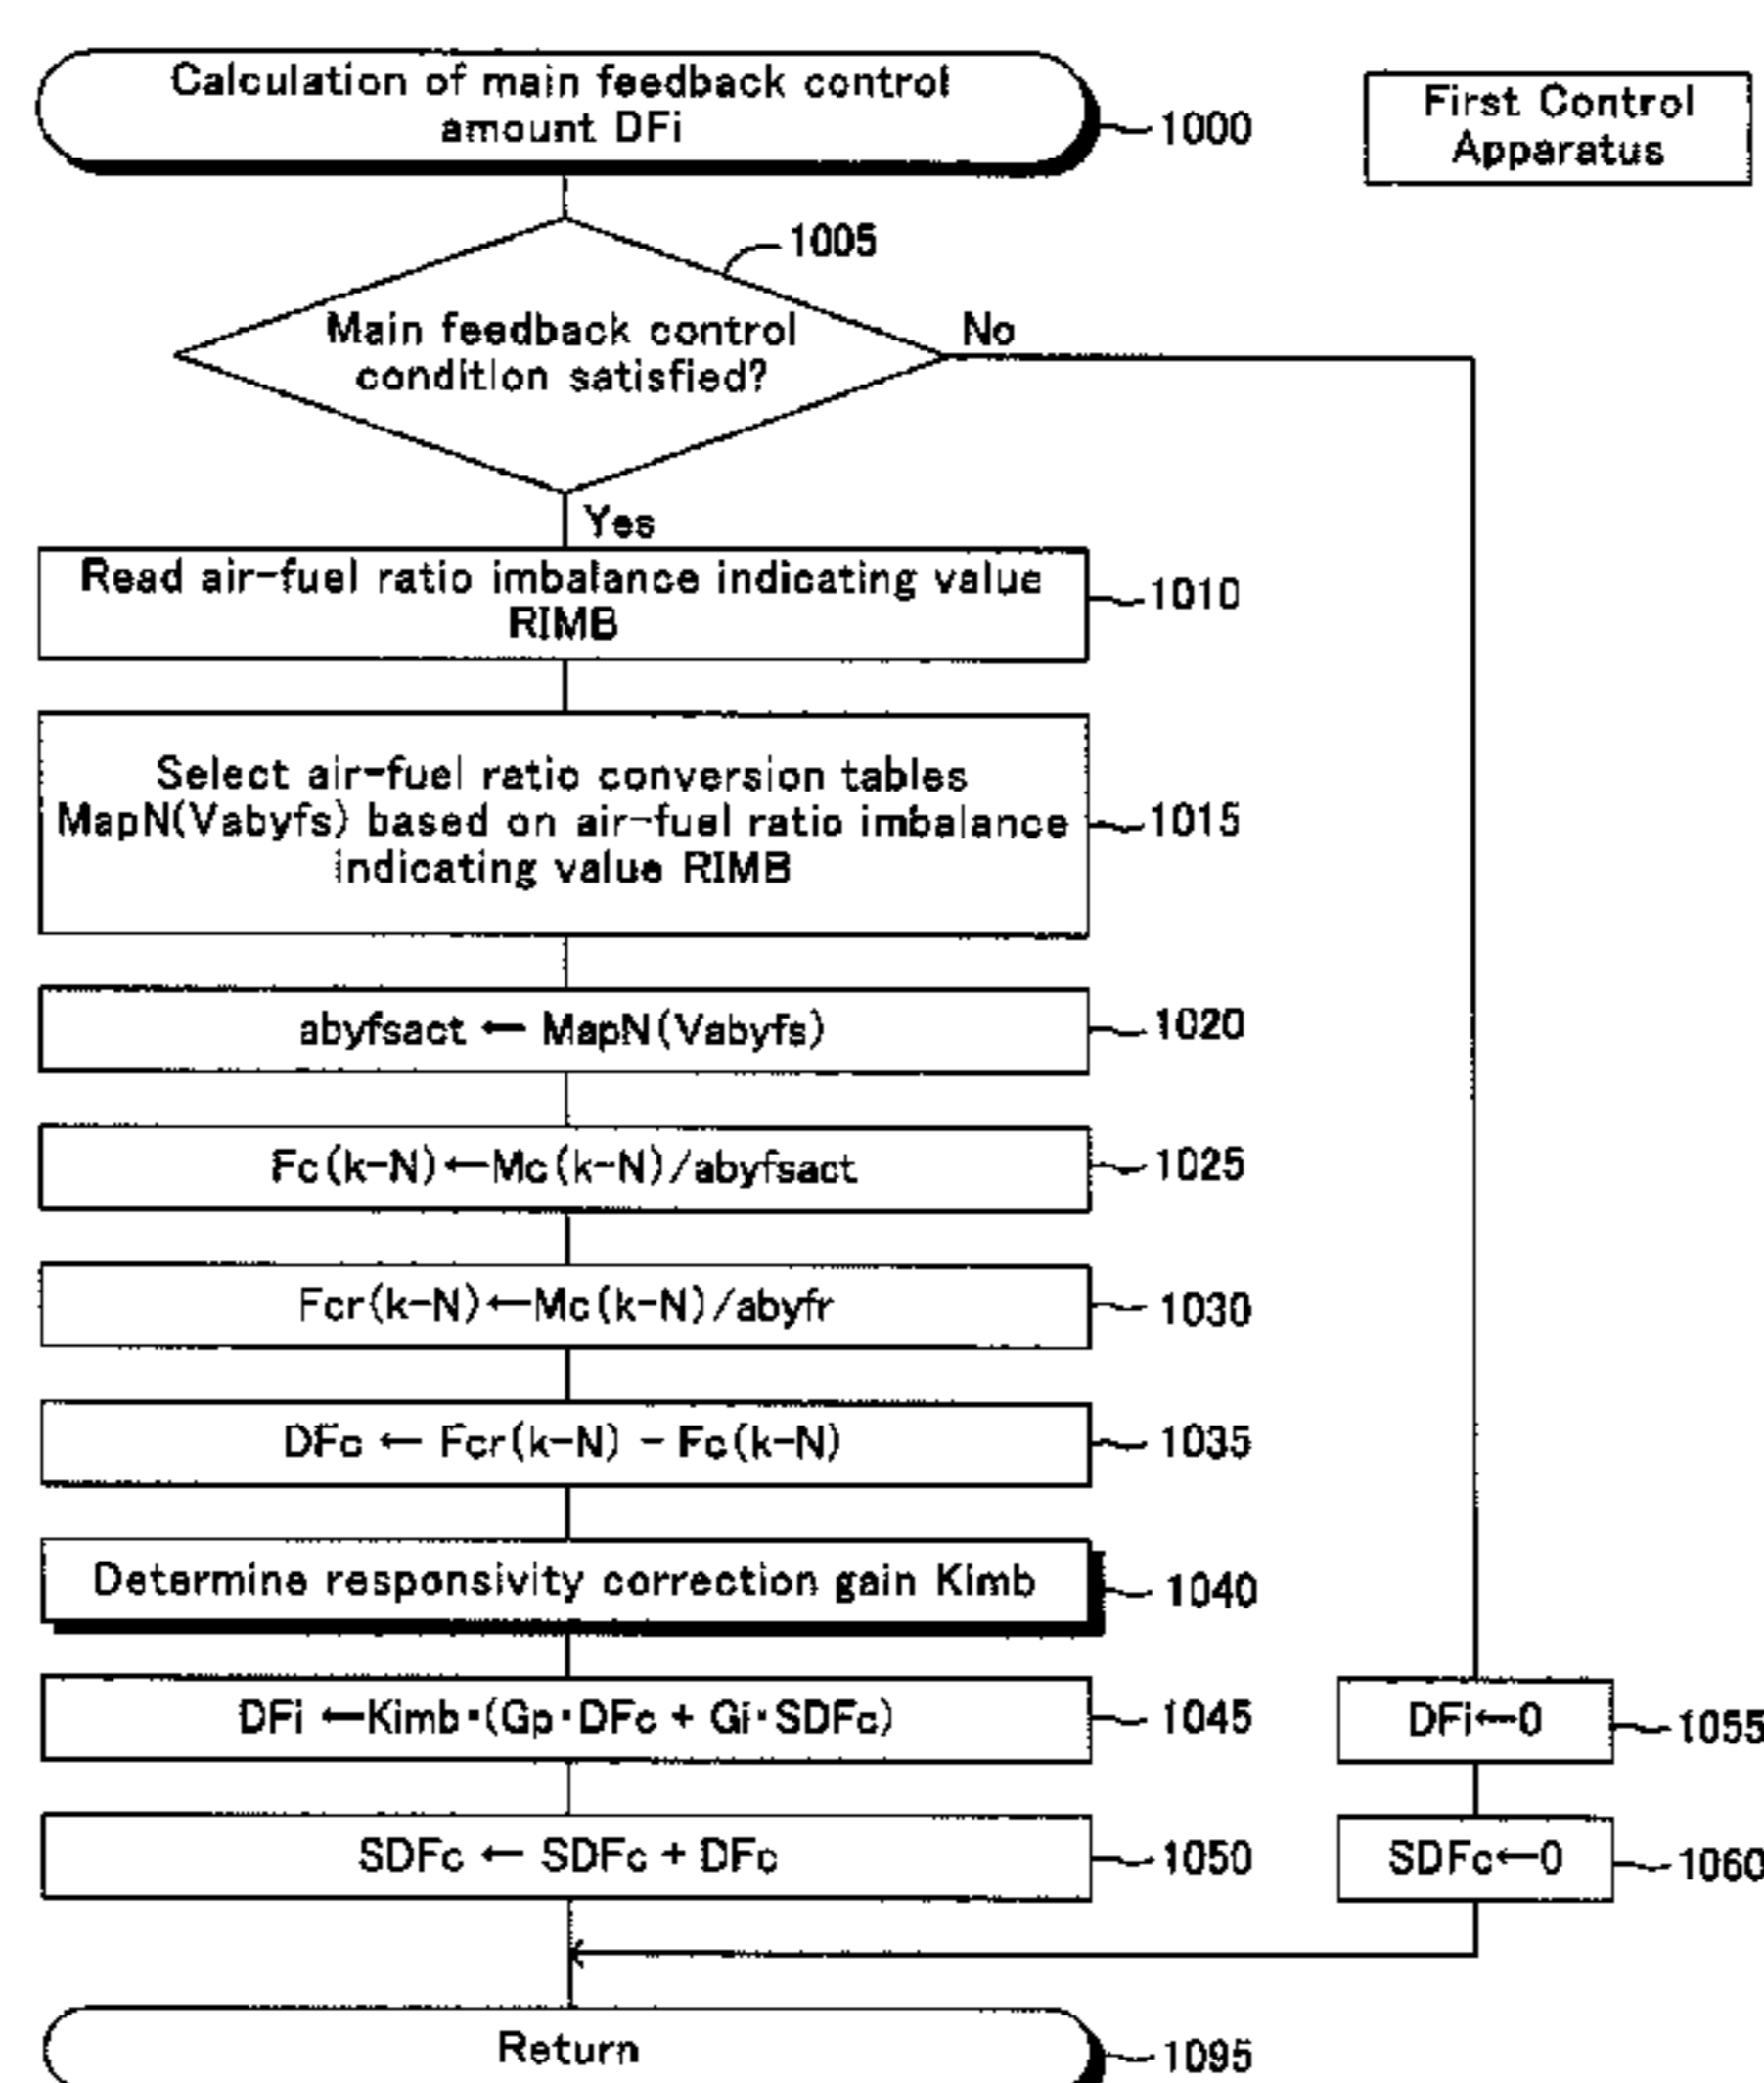 Calculation of main feedback control
amount DFi
1000
First Control
Apparatus
1005
Main feedback control
condition satisfied?
No
Yes
Read air-fuel ratio imbalance indicating value
RIMB
1010
Select air-fuel ratio conversion tables
MapN(Vabyfs) based on air-fuel ratio imbalance
indicating value RIMB
1015
abyfsact ← MapN(Vabyfs)
1020
Fc(k-N)←Mc(k-N)/abyfsact
1025
Fcr(k-N)←Mc(k-N)/abyfr
1030
DFc ← Fcr(k-N) - Fc(k-N)
1035
Determine responsivity correction gain Kimb
1040
DFi ←Kimb·(Gp·DFc + Gi·SDFc)
1045
DFi←0
1055
SDFc ← SDFc + DFc
1050
SDFc←0
1060
Return
1095